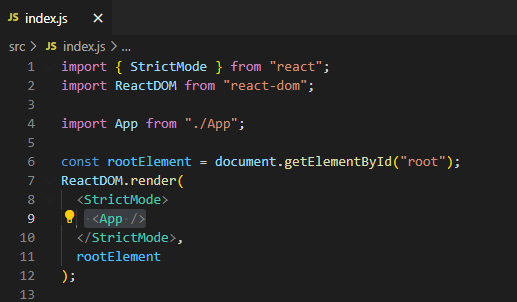 JS index.js ×
src > JS index.js > ...
1 import { StrictMode } from "react";
2 import ReactDOM from "react-dom";
3
4 import App from "./App";
5
6 const rootElement = document.getElementById("root");
7 ReactDOM.render(
8   <StrictMode>
9     <App />
10   </StrictMode>,
11   rootElement
12 );
13